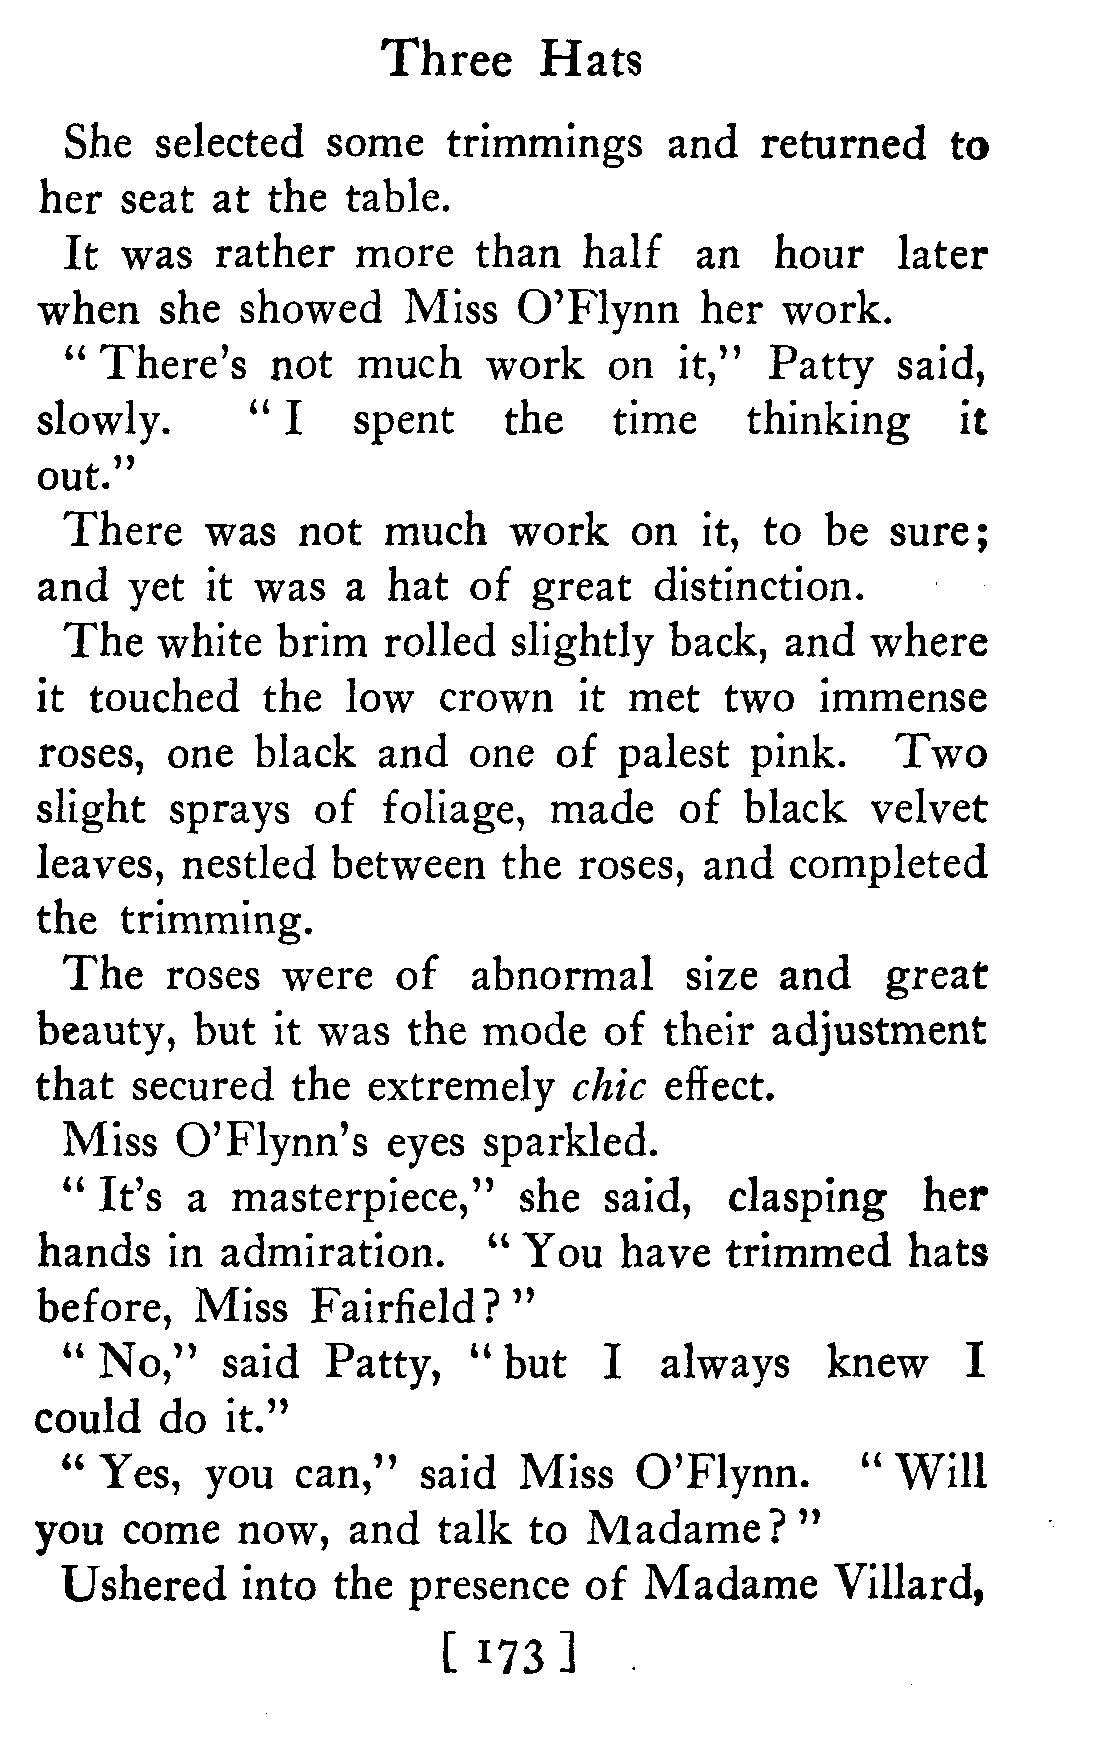 Three Hats
She selected some trimmings and returned to
her seat at the table.
It was rather more than half an hour later
when she showed Miss O'Flynn her work.
" There's not much work on it," Patty said,
slowly. " I spent the time thinking it
out."
There was not much work on it, to be sure;
and yet it was a hat of great distinction.
The white brim rolled slightly back, and where
it touched the low crown it met two immense
roses, one black and one of palest pink. Two
slight sprays of foliage, made of black velvet
leaves, nestled between the roses, and completed
the trimming.
The roses were of abnormal size and great
beauty, but it was the mode of their adjustment
that secured the extremely chic effect.
Miss O'Flynn's eyes sparkled.
" It's a masterpiece," she said, clasping her
hands in admiration. " You have trimmed hats
before, Miss Fairfield? "
" No," said Patty, " but I always knew I
could do it."
" Yes, you can," said Miss O'Flynn. " Will
you come now, and talk to Madame? "
Ushered into the presence of Madame Villard,
[ 173 ]